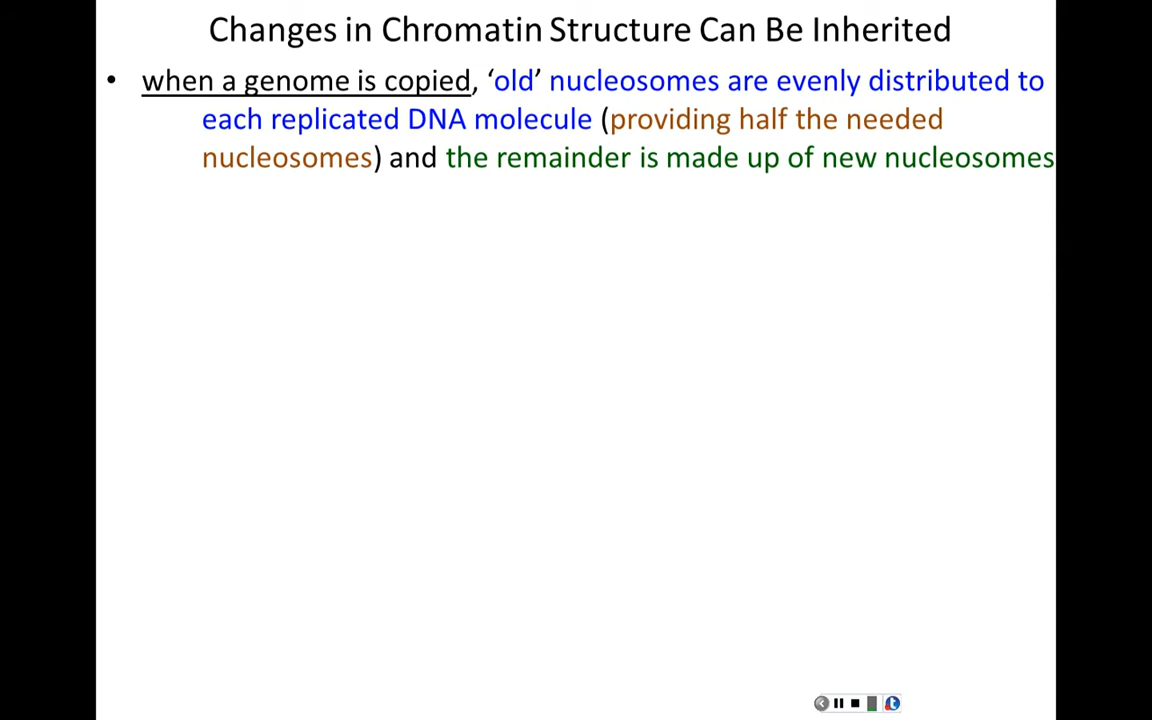 Changes in Chromatin Structure Can Be Inherited
• when a genome is copied, ‘old’ nucleosomes are evenly distributed to
each replicated DNA molecule (providing half the needed
nucleosomes) and the remainder is made up of new nucleosomes